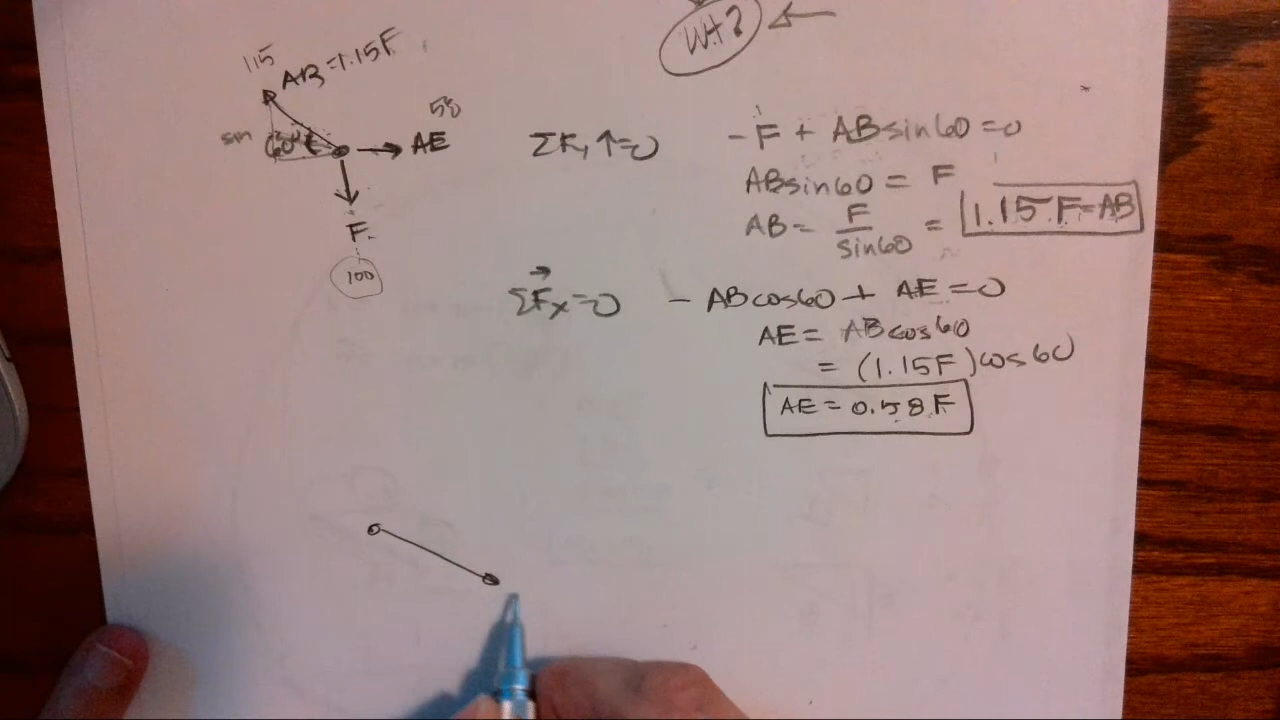 WHAT? ←
115
AB=1.15F
58
sin 60° AE
F
100
ΣFy↑=0 -F + ABsin60=0
ABsin60 = F
AB = F/sin60 = 1.15F=AB
ΣFx=0 - ABcos60 + AE=0
AE = ABcos60
= (1.15F)cos60
AE = 0.58F